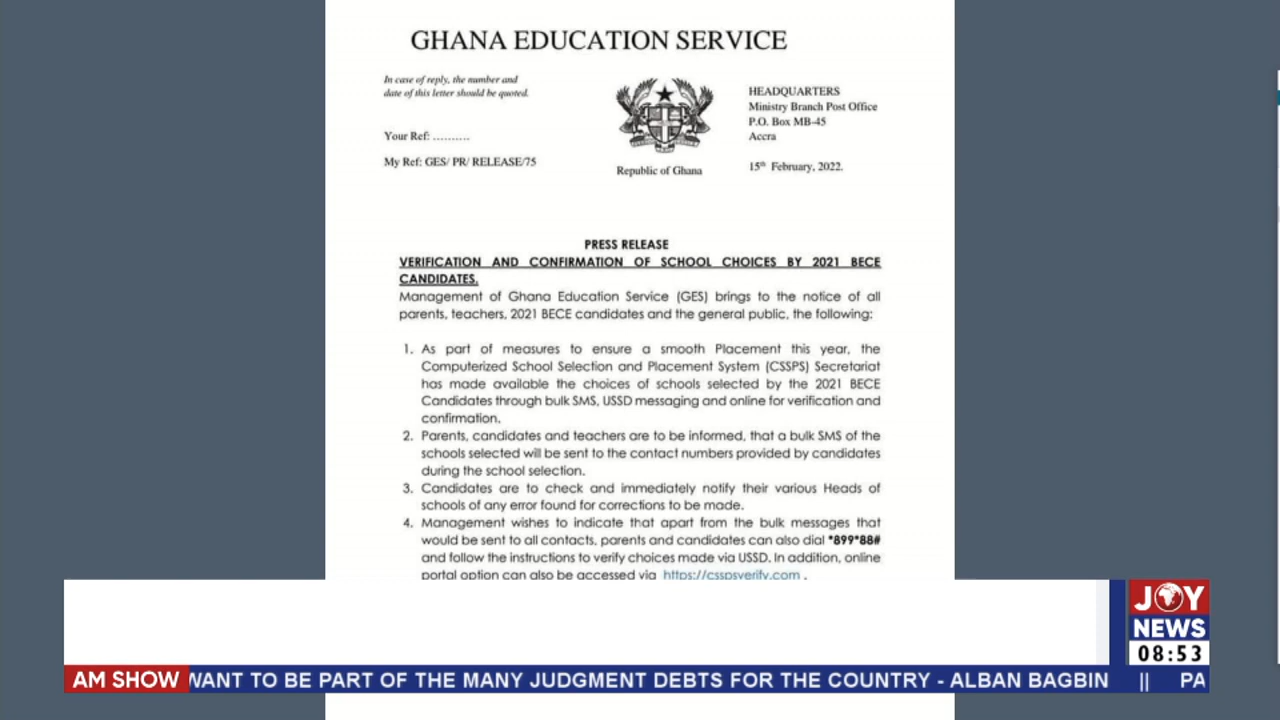 GHANA EDUCATION SERVICE
In case of reply, the number and
date of this letter should be quoted.
Your Ref: ..........
My Ref: GES/ PR/ RELEASE/75
Republic of Ghana
HEADQUARTERS
Ministry Branch Post Office
P.O. Box MB-45
Accra
15th February, 2022.
PRESS RELEASE
VERIFICATION AND CONFIRMATION OF SCHOOL CHOICES BY 2021 BECE
CANDIDATES.
Management of Ghana Education Service (GES) brings to the notice of all
parents, teachers, 2021 BECE candidates and the general public, the following:
1. As part of measures to ensure a smooth Placement this year, the
Computerized School Selection and Placement System (CSSPS) Secretariat
has made available the choices of schools selected by the 2021 BECE
Candidates through bulk SMS, USSD messaging and online for verification and
confirmation.
2. Parents, candidates and teachers are to be informed, that a bulk SMS of the
schools selected will be sent to the contact numbers provided by candidates
during the school selection.
3. Candidates are to check and immediately notify their various Heads of
schools of any error found for corrections to be made.
4. Management wishes to indicate that apart from the bulk messages that
would be sent to all contacts, parents and candidates can also dial *899*88#
and follow the instructions to verify choices made via USSD. In addition, online
portal option can also be accessed via https://csspsverify.com .
JOY
NEWS
08:53
AM SHOW WANT TO BE PART OF THE MANY JUDGMENT DEBTS FOR THE COUNTRY - ALBAN BAGBIN || PA